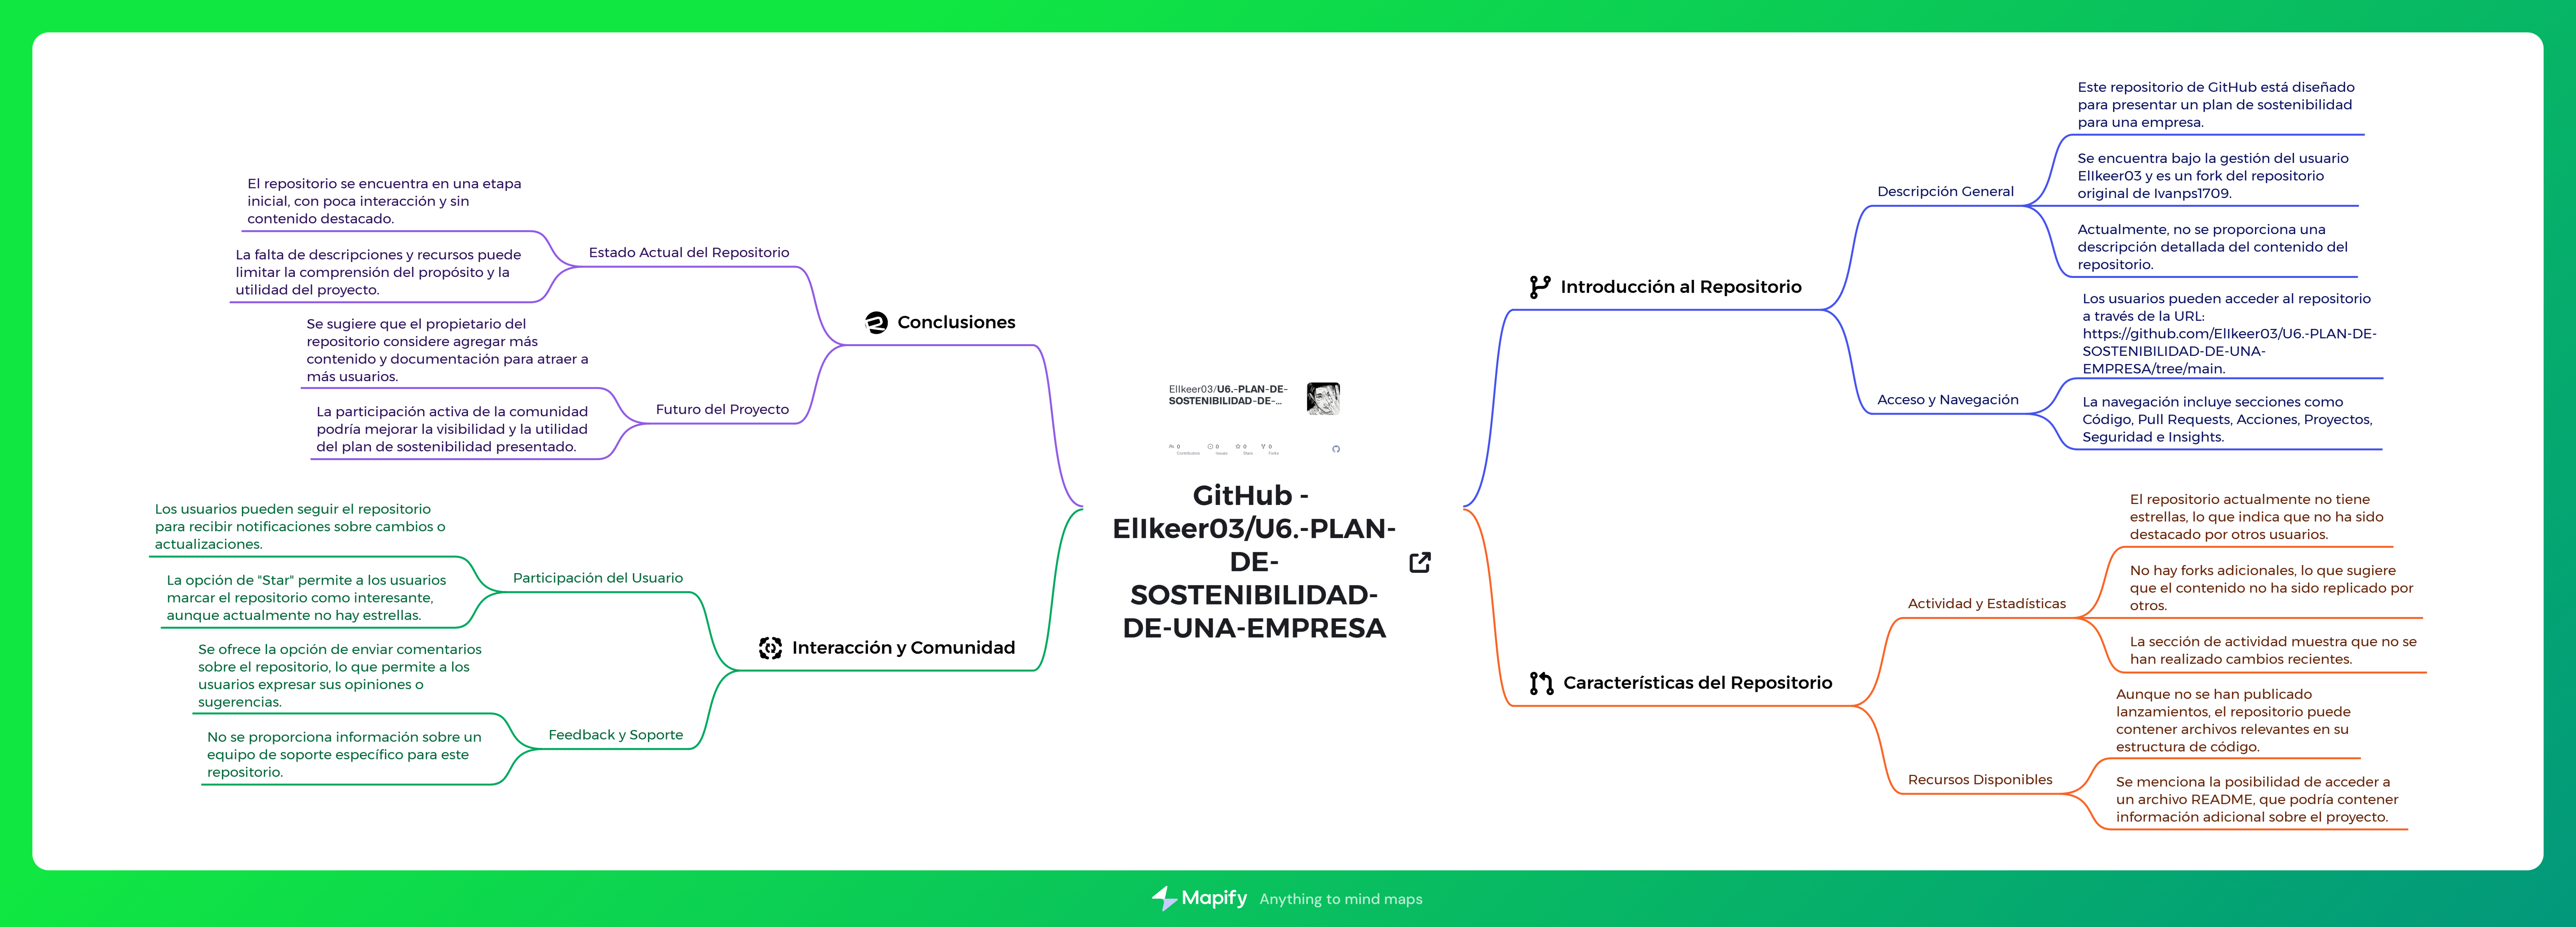 Ellkeer03/U6.-PLAN-DE-
SOSTENIBILIDAD-DE-...
0
Contributors
0
Issues
0
Stars
0
Forks
GitHub -
EllIkeer03/U6.-PLAN-
DE-
SOSTENIBILIDAD-
DE-UNA-EMPRESA
Introducción al Repositorio
Descripción General
Este repositorio de GitHub está diseñado
para presentar un plan de sostenibilidad
para una empresa.
Se encuentra bajo la gestión del usuario
EllIkeer03 y es un fork del repositorio
original de Ivanps1709.
Actualmente, no se proporciona una
descripción detallada del contenido del
repositorio.
Acceso y Navegación
Los usuarios pueden acceder al repositorio
a través de la URL:
https://github.com/EllIkeer03/U6.-PLAN-DE-
SOSTENIBILIDAD-DE-UNA-
EMPRESA/tree/main.
La navegación incluye secciones como
Código, Pull Requests, Acciones, Proyectos,
Seguridad e Insights.
Características del Repositorio
Actividad y Estadísticas
El repositorio actualmente no tiene
estrellas, lo que indica que no ha sido
destacado por otros usuarios.
No hay forks adicionales, lo que sugiere
que el contenido no ha sido replicado por
otros.
La sección de actividad muestra que no se
han realizado cambios recientes.
Recursos Disponibles
Aunque no se han publicado
lanzamientos, el repositorio puede
contener archivos relevantes en su
estructura de código.
Se menciona la posibilidad de acceder a
un archivo README, que podría contener
información adicional sobre el proyecto.
Conclusiones
Estado Actual del Repositorio
El repositorio se encuentra en una etapa
inicial, con poca interacción y sin
contenido destacado.
La falta de descripciones y recursos puede
limitar la comprensión del propósito y la
utilidad del proyecto.
Futuro del Proyecto
Se sugiere que el propietario del
repositorio considere agregar más
contenido y documentación para atraer a
más usuarios.
La participación activa de la comunidad
podría mejorar la visibilidad y la utilidad
del plan de sostenibilidad presentado.
Interacción y Comunidad
Participación del Usuario
Los usuarios pueden seguir el repositorio
para recibir notificaciones sobre cambios o
actualizaciones.
La opción de "Star" permite a los usuarios
marcar el repositorio como interesante,
aunque actualmente no hay estrellas.
Feedback y Soporte
Se ofrece la opción de enviar comentarios
sobre el repositorio, lo que permite a los
usuarios expresar sus opiniones o
sugerencias.
No se proporciona información sobre un
equipo de soporte específico para este
repositorio.
Mapify Anything to mind maps